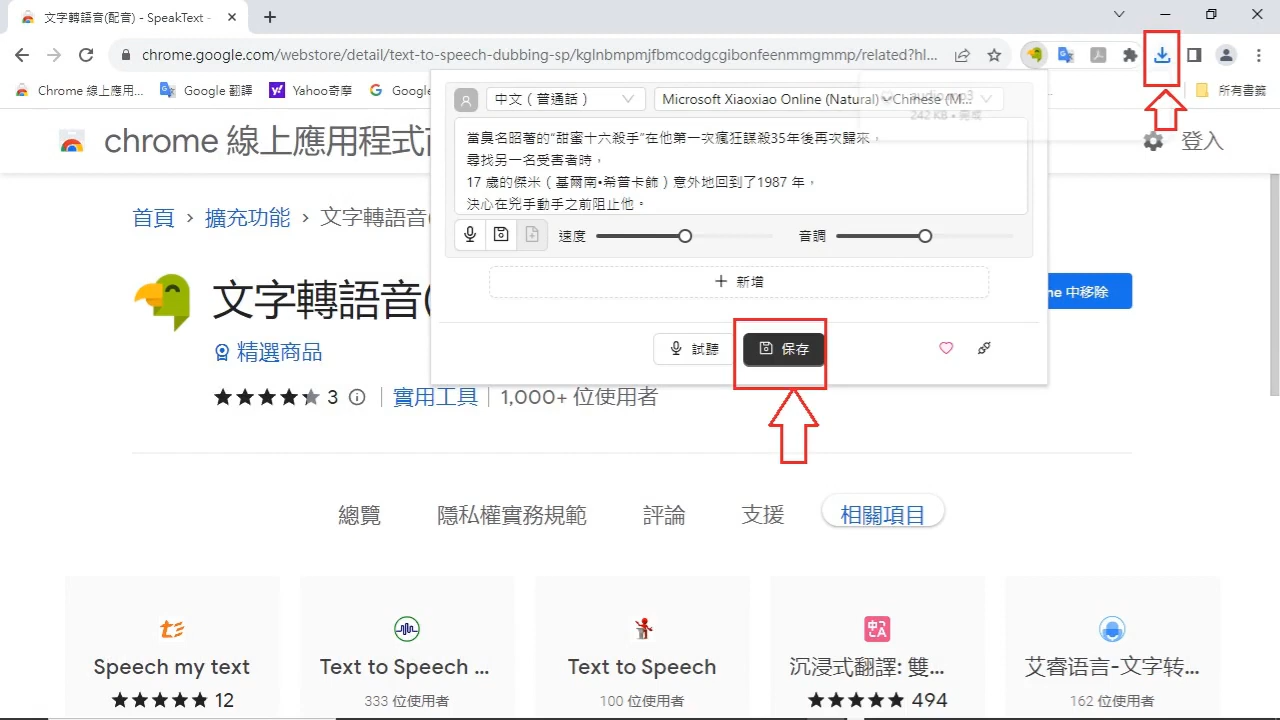 文字轉語音(配音) - SpeakText -
chrome.google.com/webstore/detail/text-to-speech-dubbing-sp/kglnbmpmjfbmcodgcgibonfeenmmgmmp/related?hl...
Chrome 線上應用... Google 翻譯 Yahoo奇摩 Google 所有書籤
中文（普通話） Microsoft Xiaoxiao Online (Natural) - Chinese (M...
audio.mp3
242 KB • 完成
chrome 線上應用程式商 登入
當臭名昭著的“甜蜜十六殺手”在他第一次瘋狂謀殺35年後再次歸來，
尋找另一名受害者時，
17 歲的傑米（基爾南•希普卡飾）意外地回到了1987 年，
決心在兇手動手之前阻止他。
首頁 › 擴充功能 › 文字轉語音(
速度 音調
+ 新增
文字轉語音( me 中移除
試聽 保存
精選商品
3 實用工具 1,000+ 位使用者
總覽 隱私權實務規範 評論 支援 相關項目
Speech my text Text to Speech ... Text to Speech 沉浸式翻譯: 雙... 艾睿语言-文字转...
12 333 位使用者 100 位使用者 494 162 位使用者